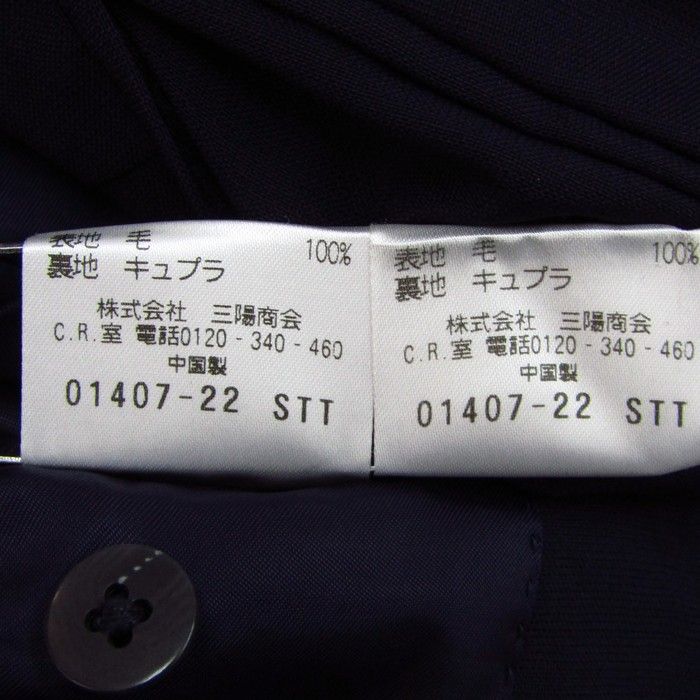 表地 毛 100%
裏地 キュプラ
株式会社 三陽商会
C.R.室 電話0120-340-460
中国製
01407-22 STT
表地 毛 100%
裏地 キュプラ
株式会社 三陽商会
C.R.室 電話0120-340-460
中国製
01407-22 STT